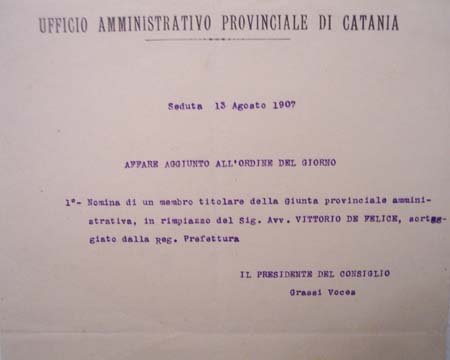 UFFICIO AMMINISTRATIVO PROVINCIALE DI CATANIA
Seduta 13 Agosto 1907
AFFARE AGGIUNTO ALL'ORDINE DEL GIORNO
1°- Nomina di un membro titolare della Giunta provinciale ammini-
strativa, in rimpiazzo del Sig. Avv. VITTORIO DE FELICE, sorteg-
giato dalla Reg. Prefettura
IL PRESIDENTE DEL CONSIGLIO
Grassi Voces